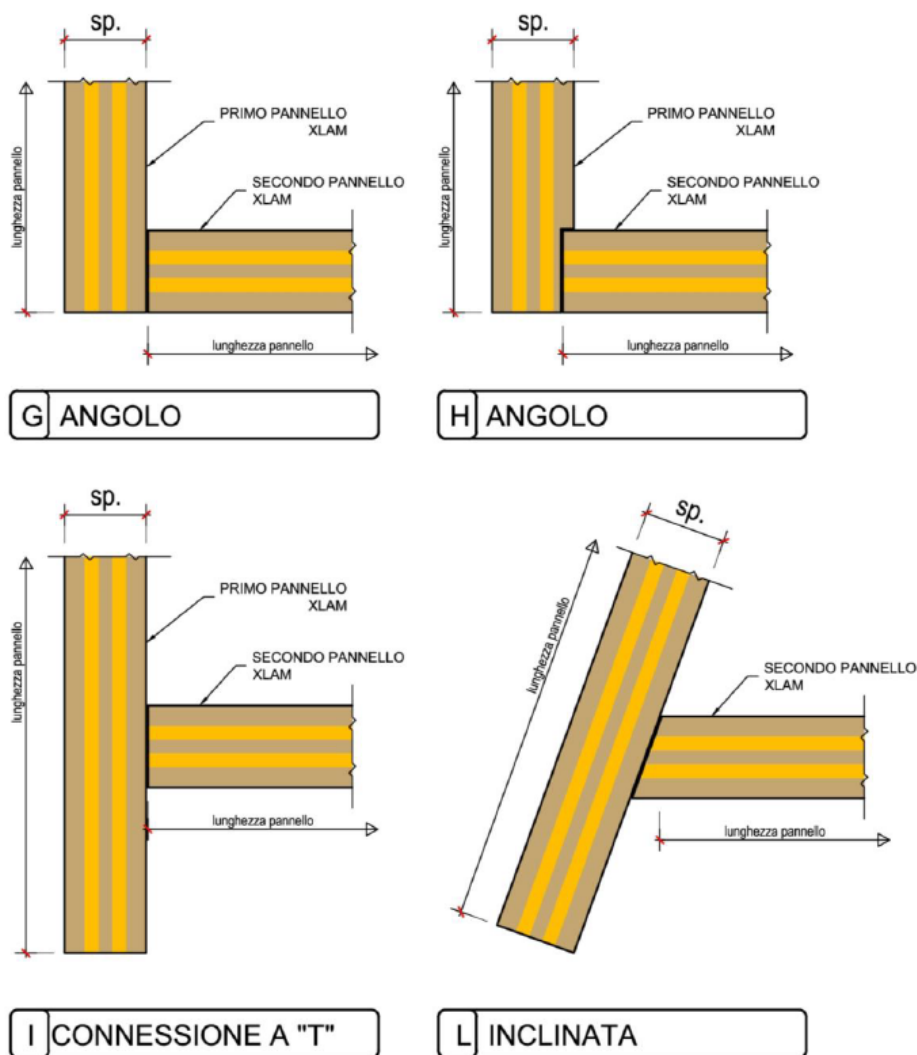 sp.
lunghezza pannello
PRIMO PANNELLO
XLAM
SECONDO PANNELLO
XLAM
lunghezza pannello
G ANGOLO
sp.
lunghezza pannello
PRIMO PANNELLO
XLAM
SECONDO PANNELLO
XLAM
lunghezza pannello
H ANGOLO
sp.
lunghezza pannello
PRIMO PANNELLO
XLAM
SECONDO PANNELLO
XLAM
lunghezza pannello
I CONNESSIONE A "T"
sp.
lunghezza pannello
SECONDO PANNELLO
XLAM
lunghezza pannello
L INCLINATA